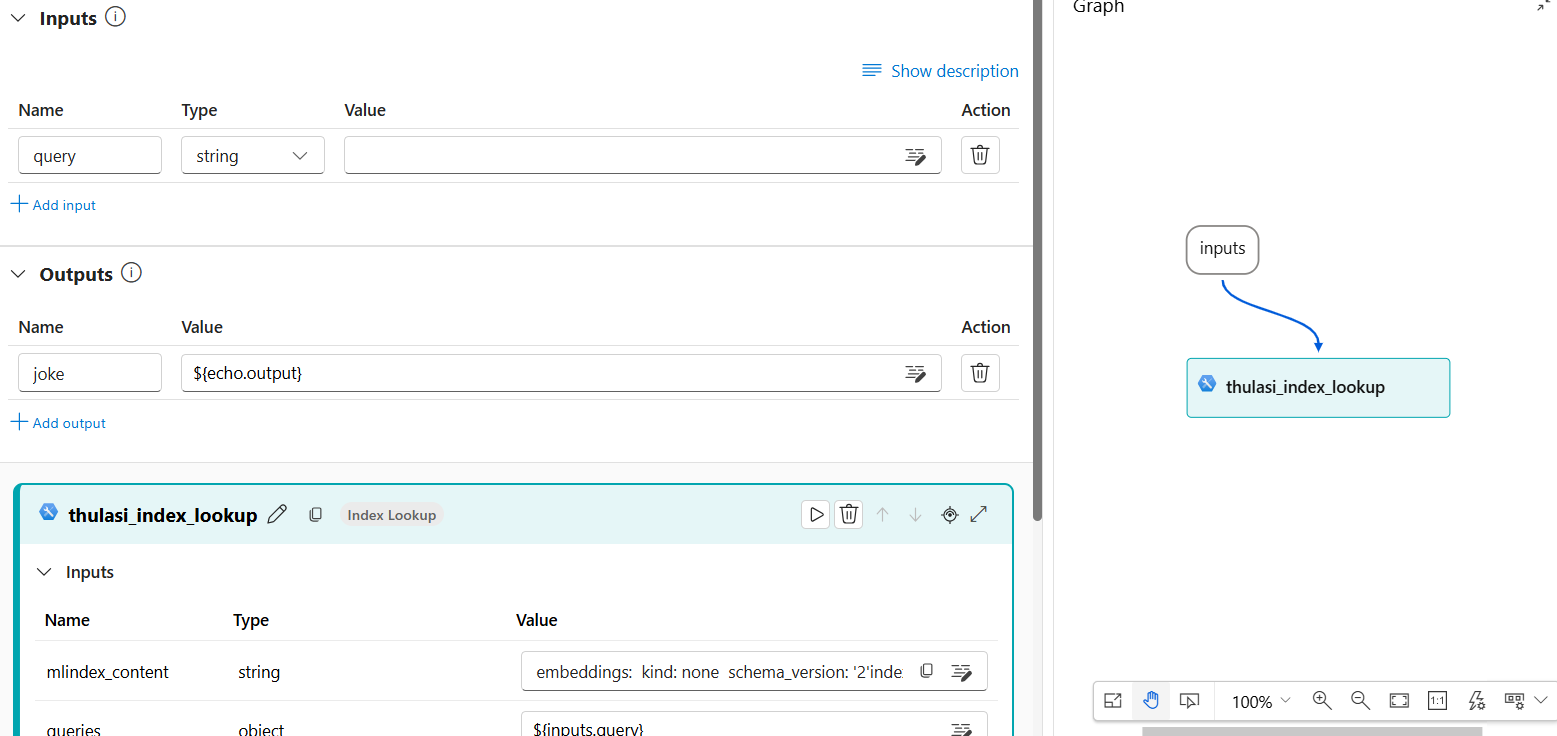 Inputs
Show description
Name Type Value Action
query string
Add input
Outputs
Name Value Action
joke ${echo.output}
Add output
thulasi_index_lookup Index Lookup
Inputs
Name Type Value
mlindex_content string embeddings: kind: none schema_version: '2'inde
queries object ${inputs.query}
Graph
inputs
thulasi_index_lookup
100% 1:1